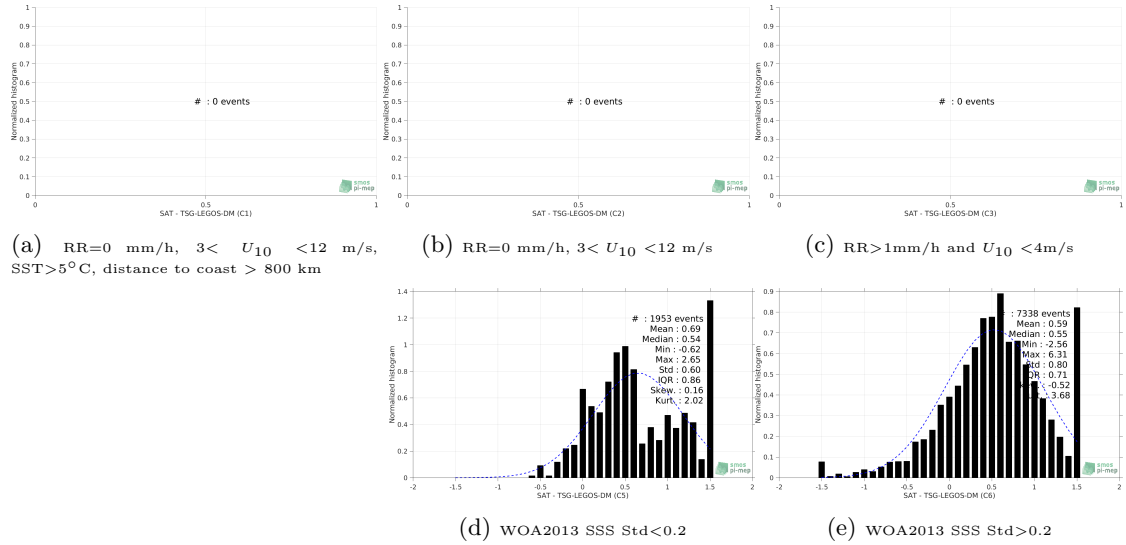 1
0.9
0.8
0.7
0.6
0.5
0.4
0.3
0.2
0.1
0
Normalized histogram
# : 0 events
smos
pi-mep
0 0.5 1
SAT - TSG-LEGOS-DM (C1)
(a) RR=0 mm/h, 3< U10 <12 m/s,
SST>5°C, distance to coast > 800 km
1
0.9
0.8
0.7
0.6
0.5
0.4
0.3
0.2
0.1
0
Normalized histogram
# : 0 events
smos
pi-mep
0 0.5 1
SAT - TSG-LEGOS-DM (C2)
(b) RR=0 mm/h, 3< U10 <12 m/s
1
0.9
0.8
0.7
0.6
0.5
0.4
0.3
0.2
0.1
0
Normalized histogram
# : 0 events
smos
pi-mep
0 0.5 1
SAT - TSG-LEGOS-DM (C3)
(c) RR>1mm/h and U10 <4m/s
1.4
1.2
1
0.8
0.6
0.4
0.2
0
Normalized histogram
# : 1953 events
Mean : 0.69
Median : 0.54
Min : -0.62
Max : 2.65
Std : 0.60
IQR : 0.86
Skew. : 0.16
Kurt. : 2.02
smos
pi-mep
-2 -1.5 -1 -0.5 0 0.5 1 1.5 2
SAT - TSG-LEGOS-DM (C5)
(d) WOA2013 SSS Std<0.2
0.9
0.8
0.7
0.6
0.5
0.4
0.3
0.2
0.1
0
Normalized histogram
: 7338 events
Mean : 0.59
Median : 0.55
Min : -2.56
Max : 6.31
Std : 0.80
IQR : 0.71
: -0.52
: 3.68
smos
pi-mep
-2 -1.5 -1 -0.5 0 0.5 1 1.5 2
SAT - TSG-LEGOS-DM (C6)
(e) WOA2013 SSS Std>0.2